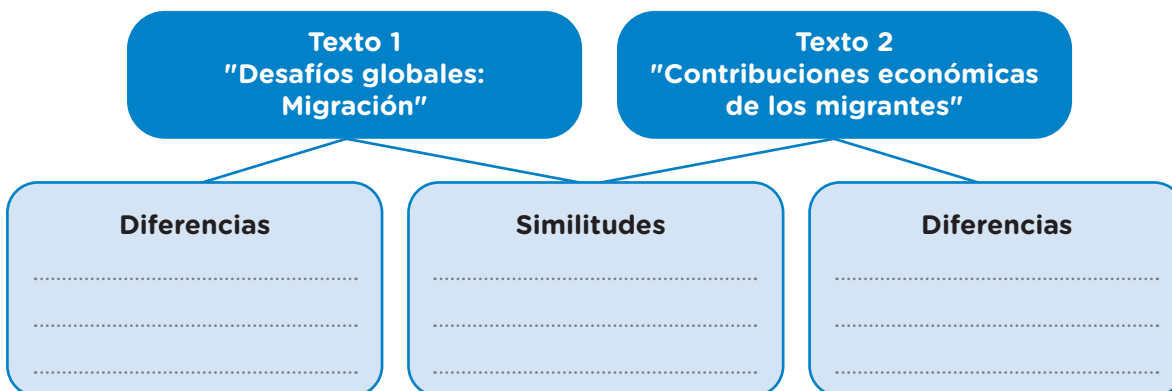 Texto 1
"Desafíos globales:
Migración"
Texto 2
"Contribuciones económicas
de los migrantes"
Diferencias
Similitudes
Diferencias